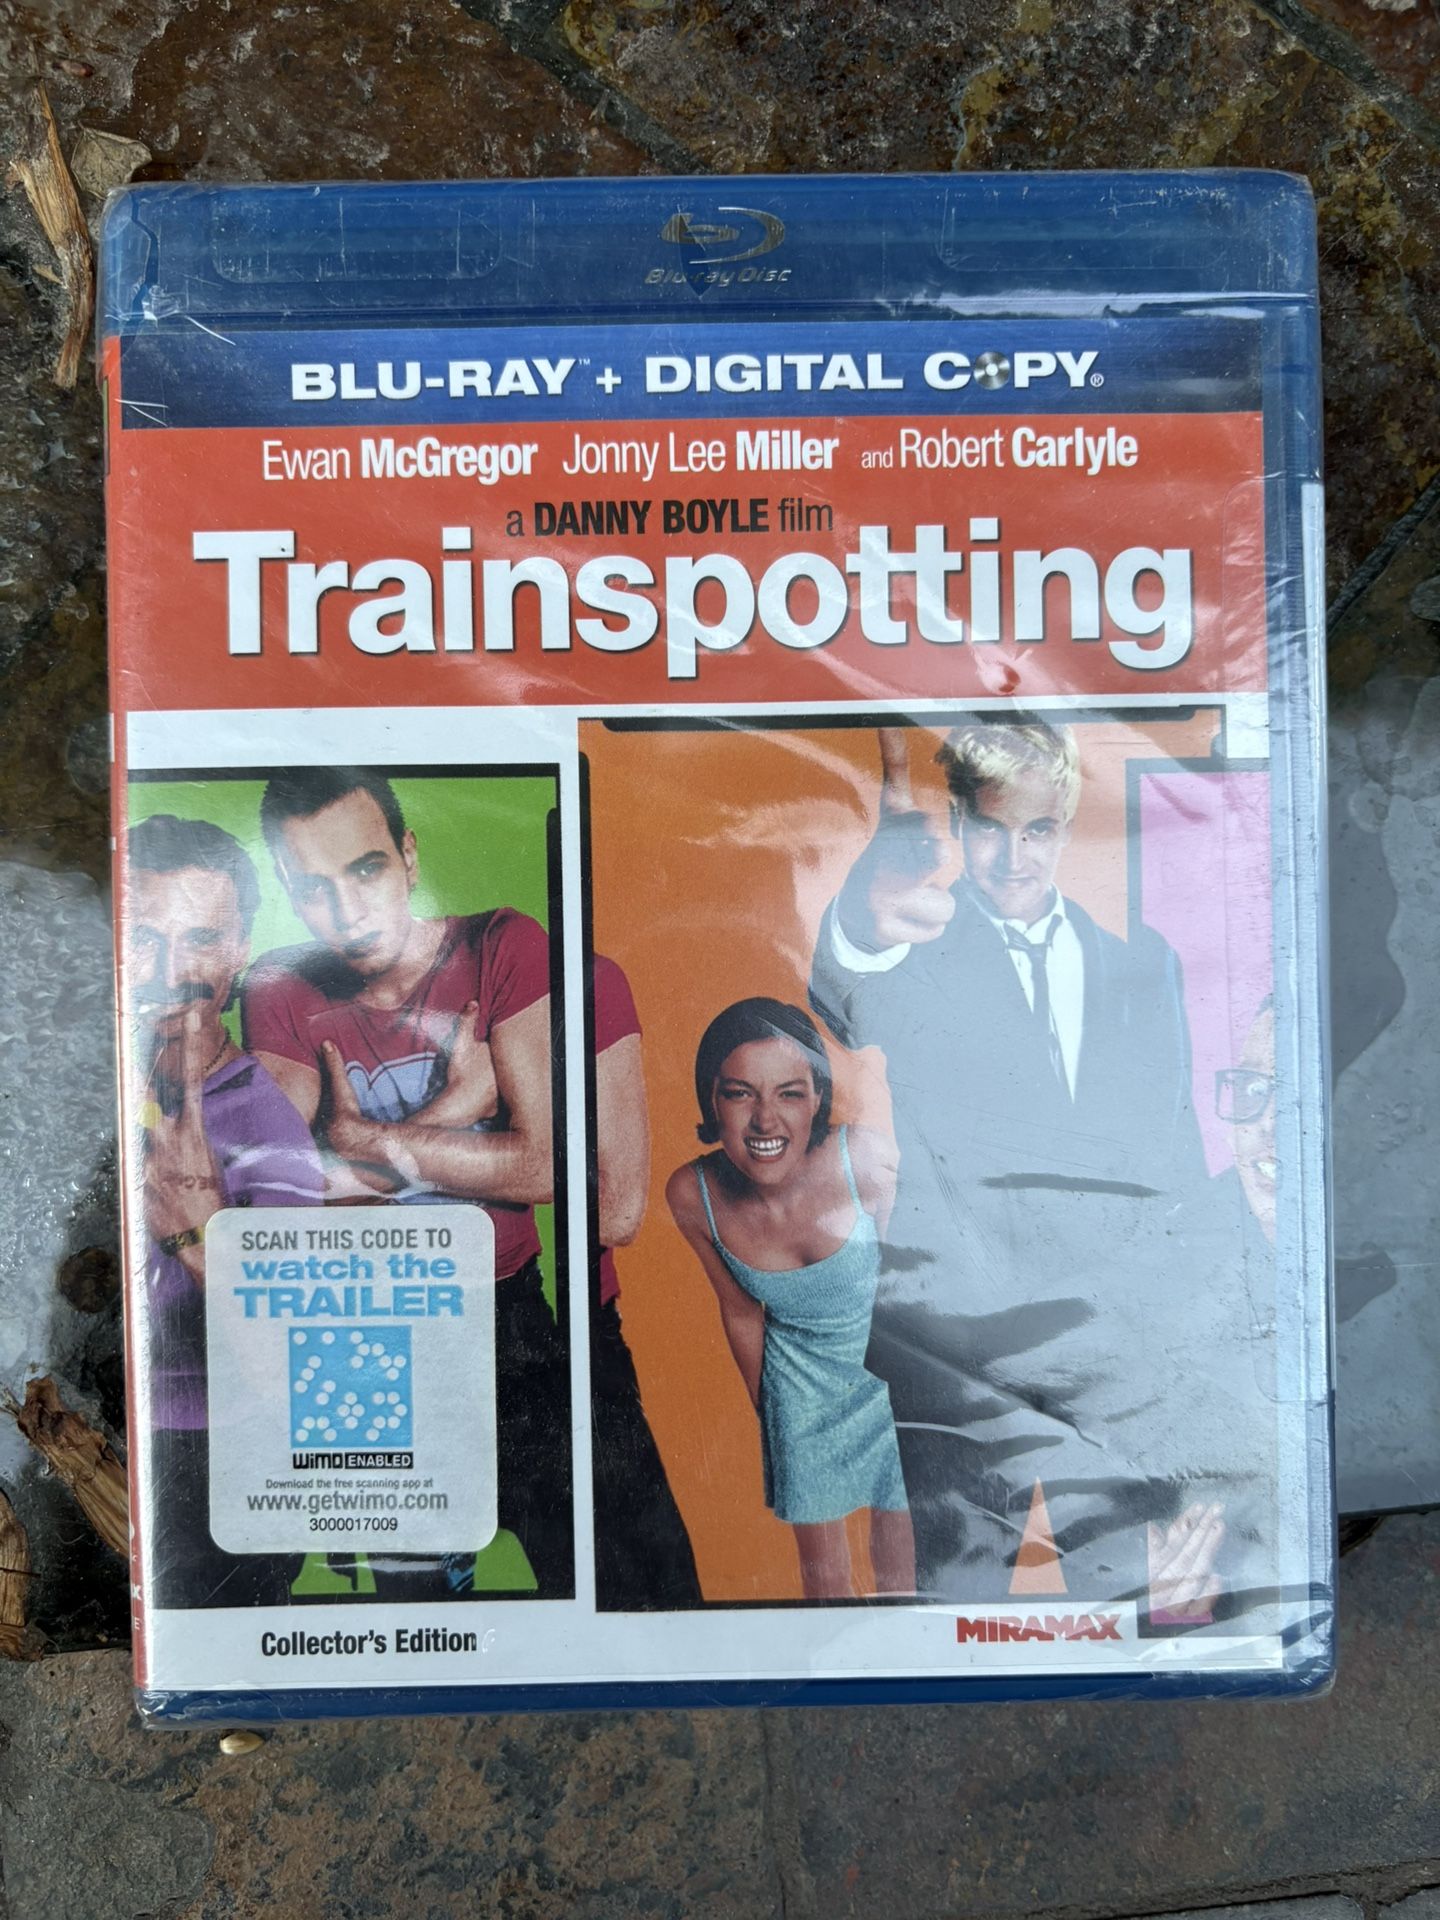 Blu-ray Disc
BLU-RAY™ + DIGITAL COPY®
Ewan McGregor Jonny Lee Miller and Robert Carlyle
a DANNY BOYLE film
Trainspotting
SCAN THIS CODE TO
watch the
TRAILER
WiMO ENABLED
Download the free scanning app at
www.getwimo.com
3000017009
Collector's Edition
MIRAMAX